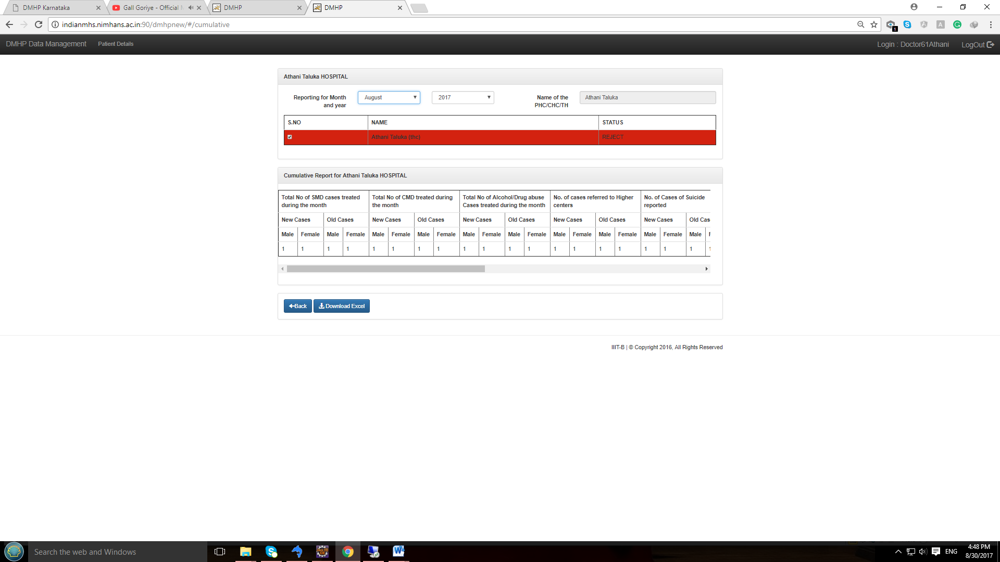 DMHP Karnataka
Gall Goriye - Official
DMHP
DMHP
indianmhs.nimhans.ac.in:90/dmhpnew/#/cumulative
1
DMHP Data Management Patient Details Login : Doctor61Athani LogOut
Athani Taluka HOSPITAL
Reporting for Month and year August 2017 Name of the PHC/CHC/TH Athani Taluka
S.NO NAME STATUS
Athani Taluka (thc) REJECT
Cumulative Report for Athani Taluka HOSPITAL
Total No of SMD cases treated during the month Total No of CMD treated during the month Total No of Alcohol/Drug abuse Cases treated during the month No. of cases referred to Higher centers No. of Cases of Suicide reported
New Cases Old Cases New Cases Old Cases New Cases Old Cases New Cases Old Cases New Cases Old Cas
Male Female Male Female Male Female Male Female Male Female Male Female Male Female Male Female Male Female Male F
1 1 1 1 1 1 1 1 1 1 1 1 1 1 1 1 1 1 1 1
Back Download Excel
IIIT-B | © Copyright 2016, All Rights Reserved
Search the web and Windows
ENG
4:48 PM
8/30/2017